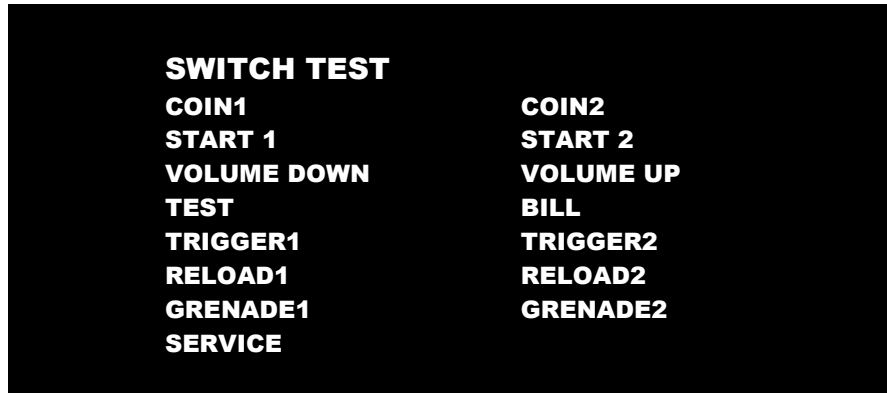 SWITCH TEST
COIN1 COIN2
START 1 START 2
VOLUME DOWN VOLUME UP
TEST BILL
TRIGGER1 TRIGGER2
RELOAD1 RELOAD2
GRENADE1 GRENADE2
SERVICE